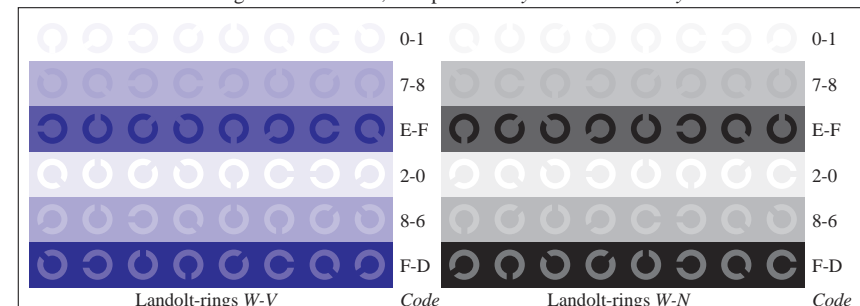 0-1 0-1
7-8 7-8
E-F E-F
2-0 2-0
8-6 8-6
F-D F-D
Landolt-rings W-V Code Landolt-rings W-N Code